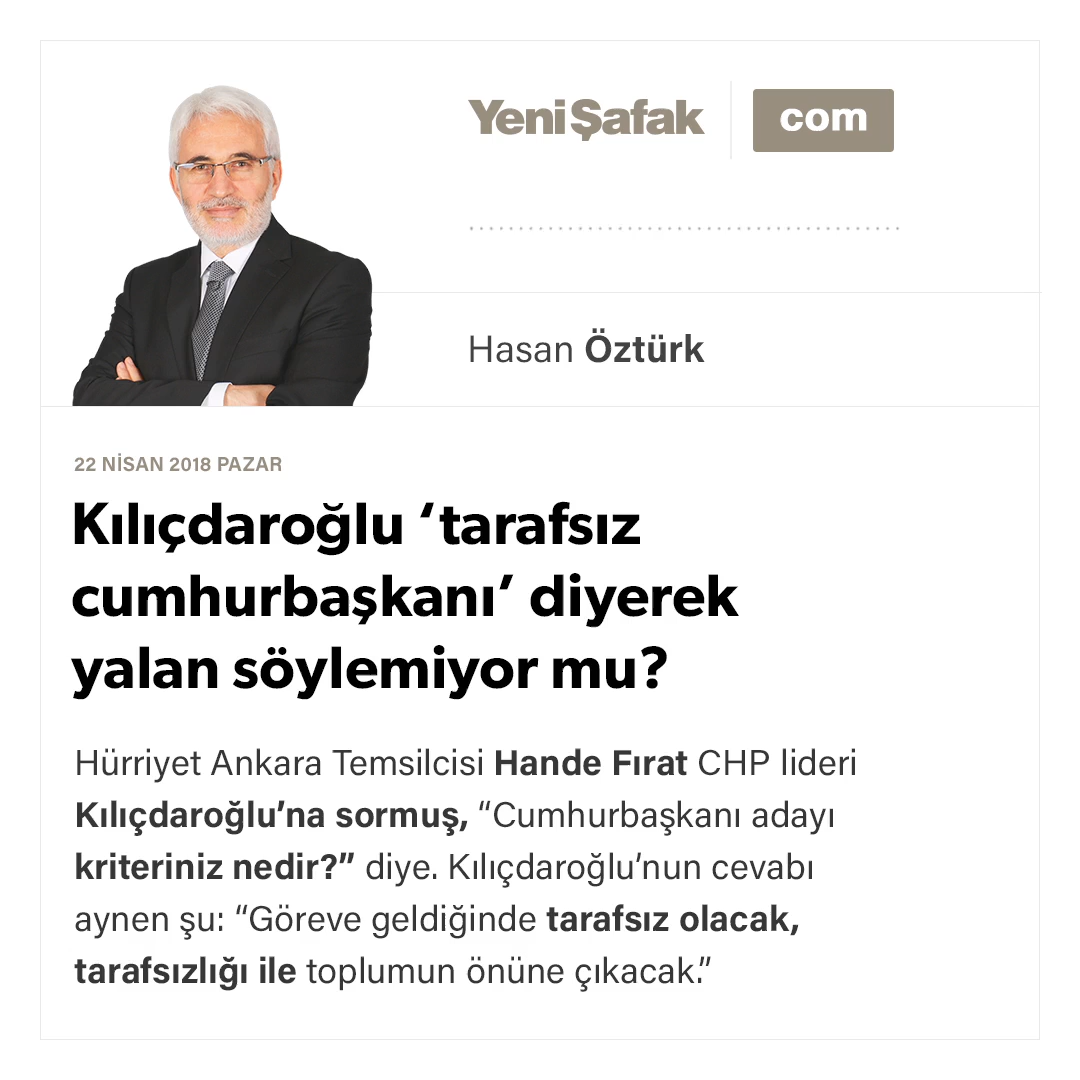 Yeni Şafak
com
Hasan Öztürk
22 NİSAN 2018 PAZAR
Kılıçdaroğlu ‘tarafsız
cumhurbaşkanı’ diyerek
yalan söylemiyor mu?
Hürriyet Ankara Temsilcisi Hande Fırat CHP lideri
Kılıçdaroğlu’na sormuş, “Cumhurbaşkanı adayı
kriteriniz nedir?” diye. Kılıçdaroğlu’nun cevabı
aynen şu: “Göreve geldiğinde tarafsız olacak,
tarafsızlığı ile toplumun önüne çıkacak.”